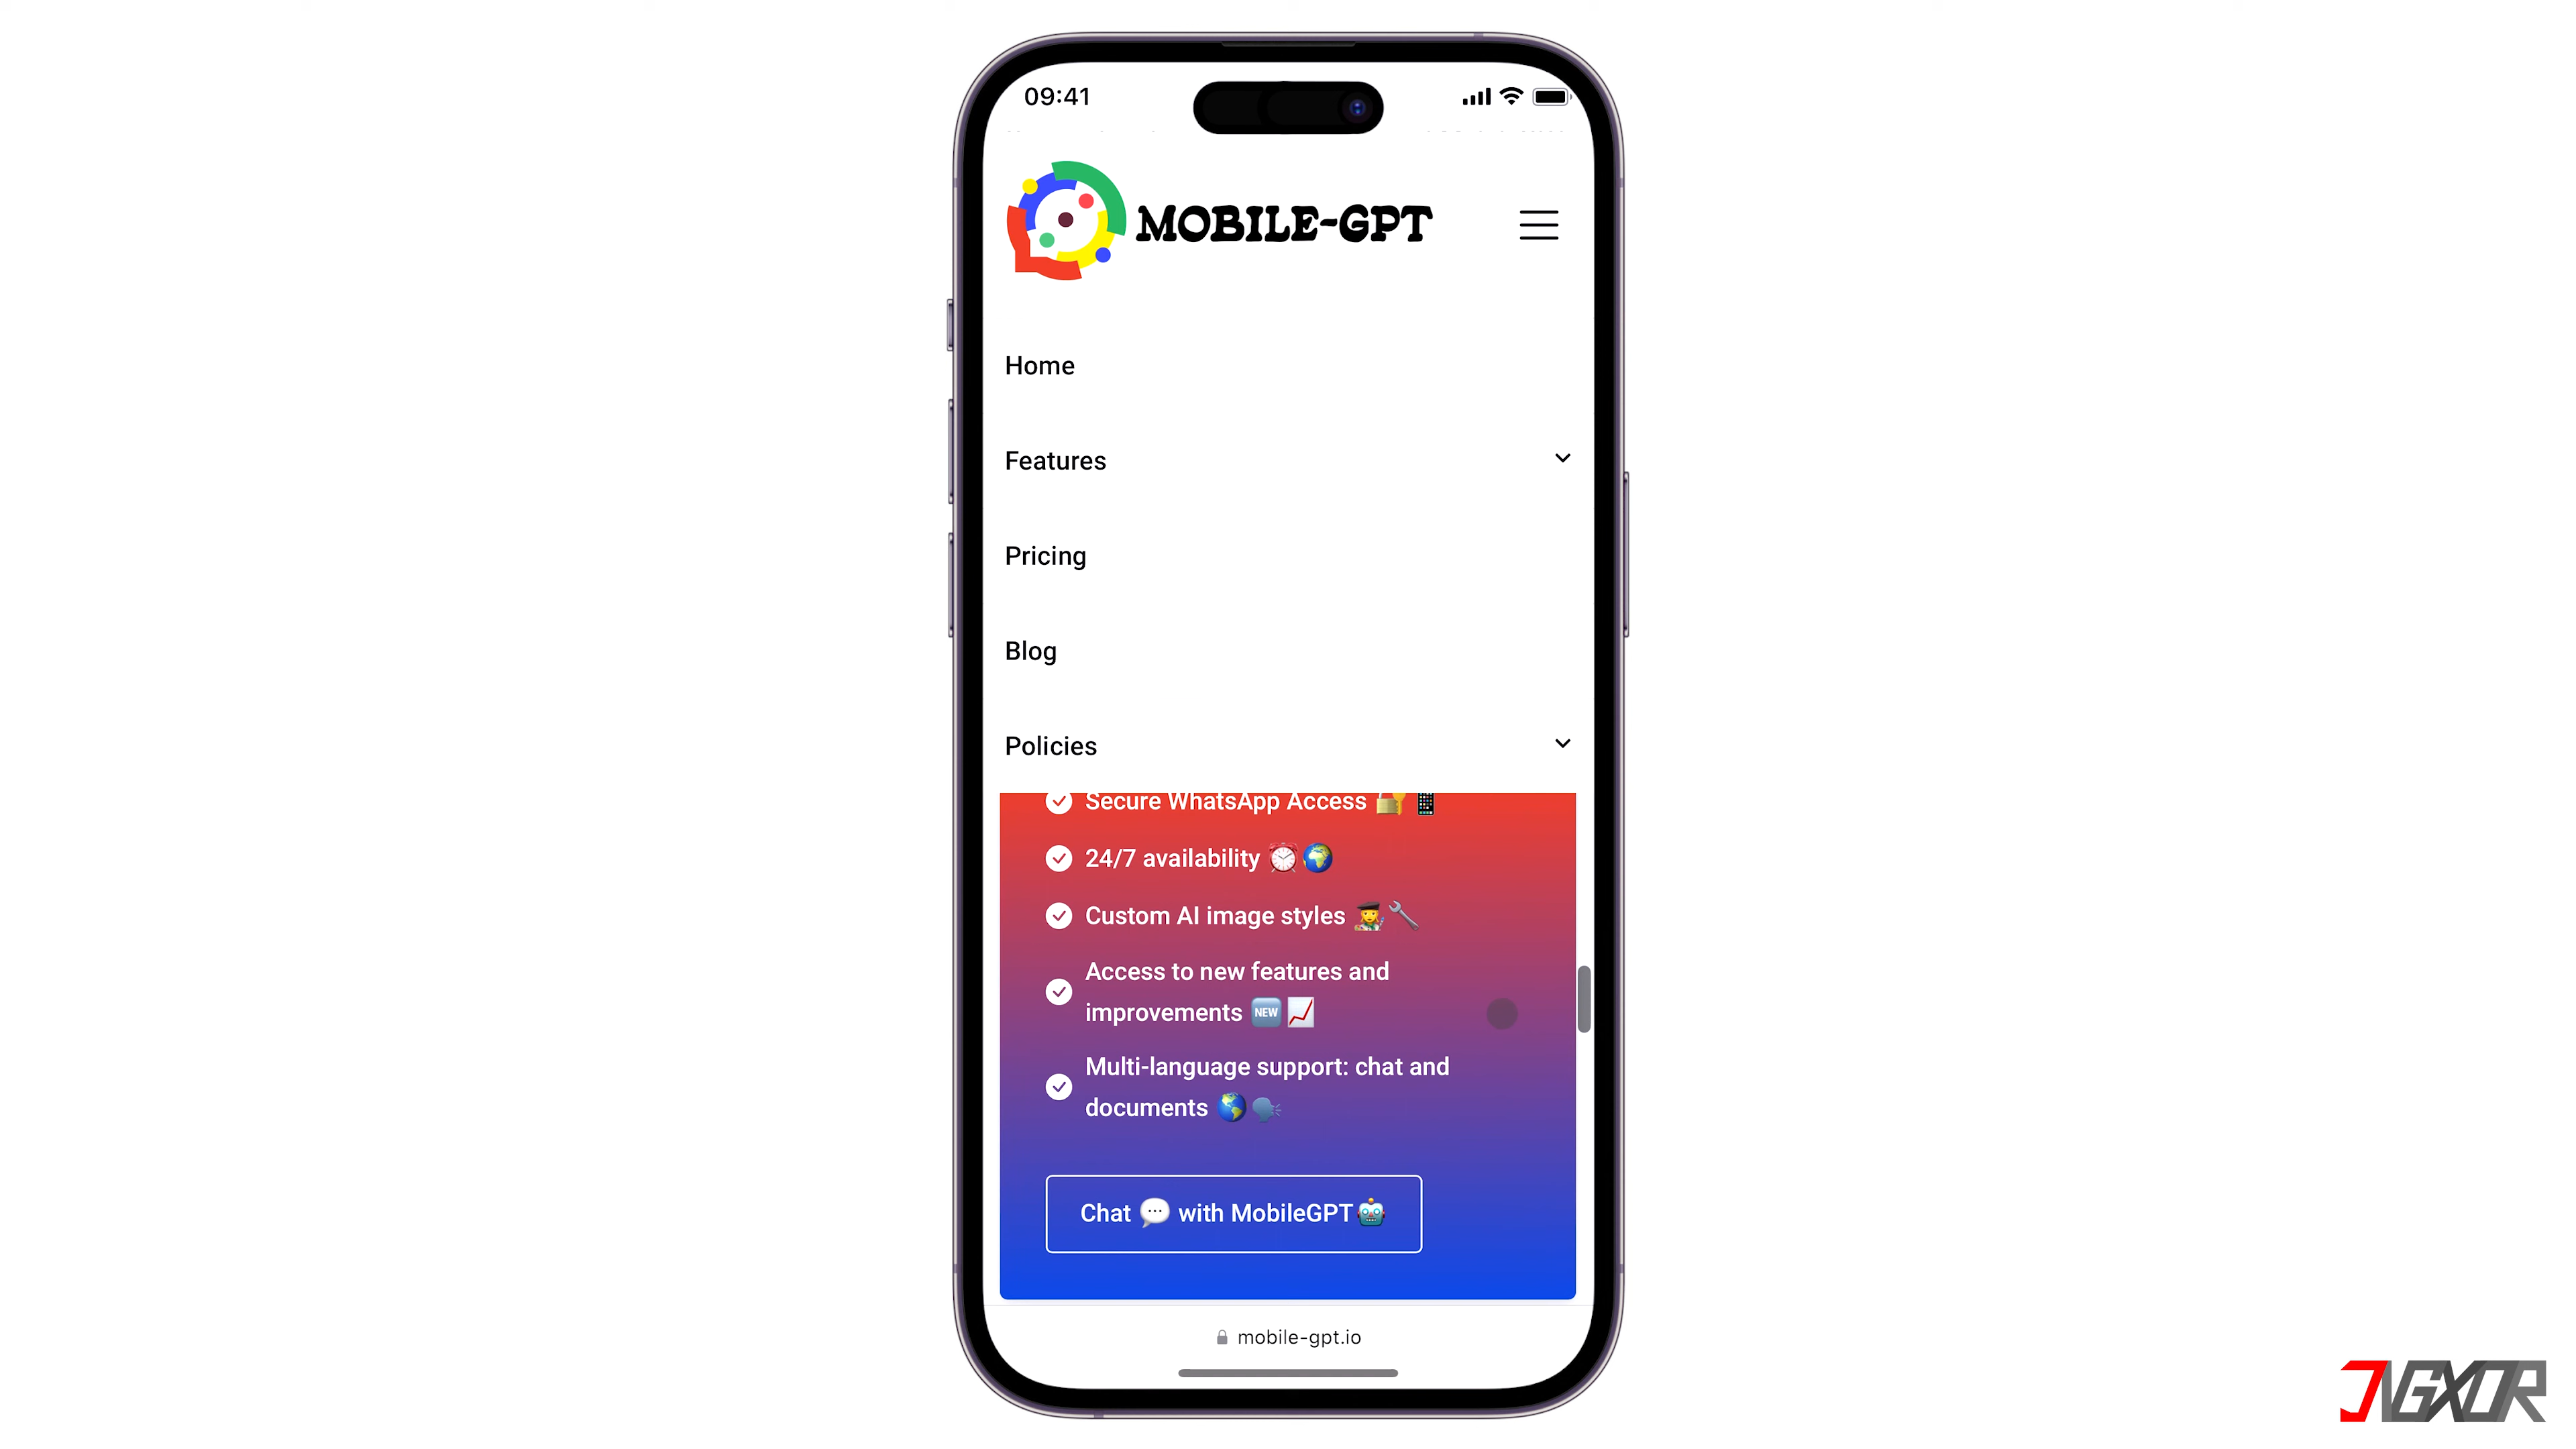 09:41
MOBILE-GPT
Home
Features
Pricing
Blog
Policies
Secure WhatsApp Access 🔐📱
24/7 availability ⏰🌍
Custom AI image styles 👩‍🎨🔧
Access to new features and
improvements 🆕📈
Multi-language support: chat and
documents 🌎🗣️
Chat 💬 with MobileGPT🤖
mobile-gpt.io
JNGXOR